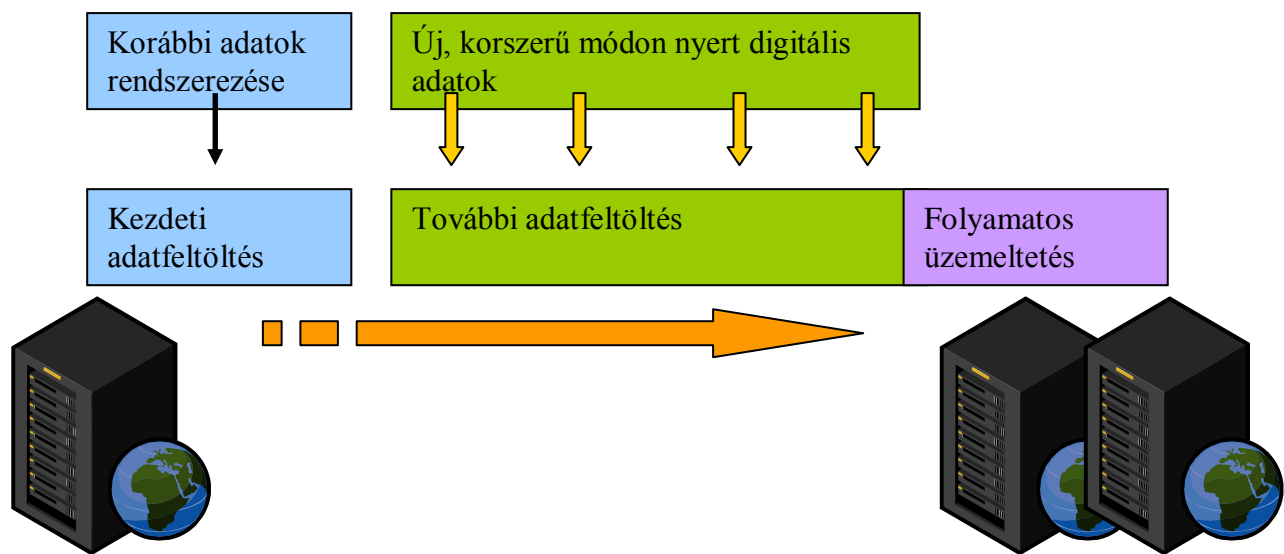 Korábbi adatok
rendszerezése
Új, korszerű módon nyert digitális
adatok
Kezdeti
adatfeltöltés
További adatfeltöltés
Folyamatos
üzemeltetés